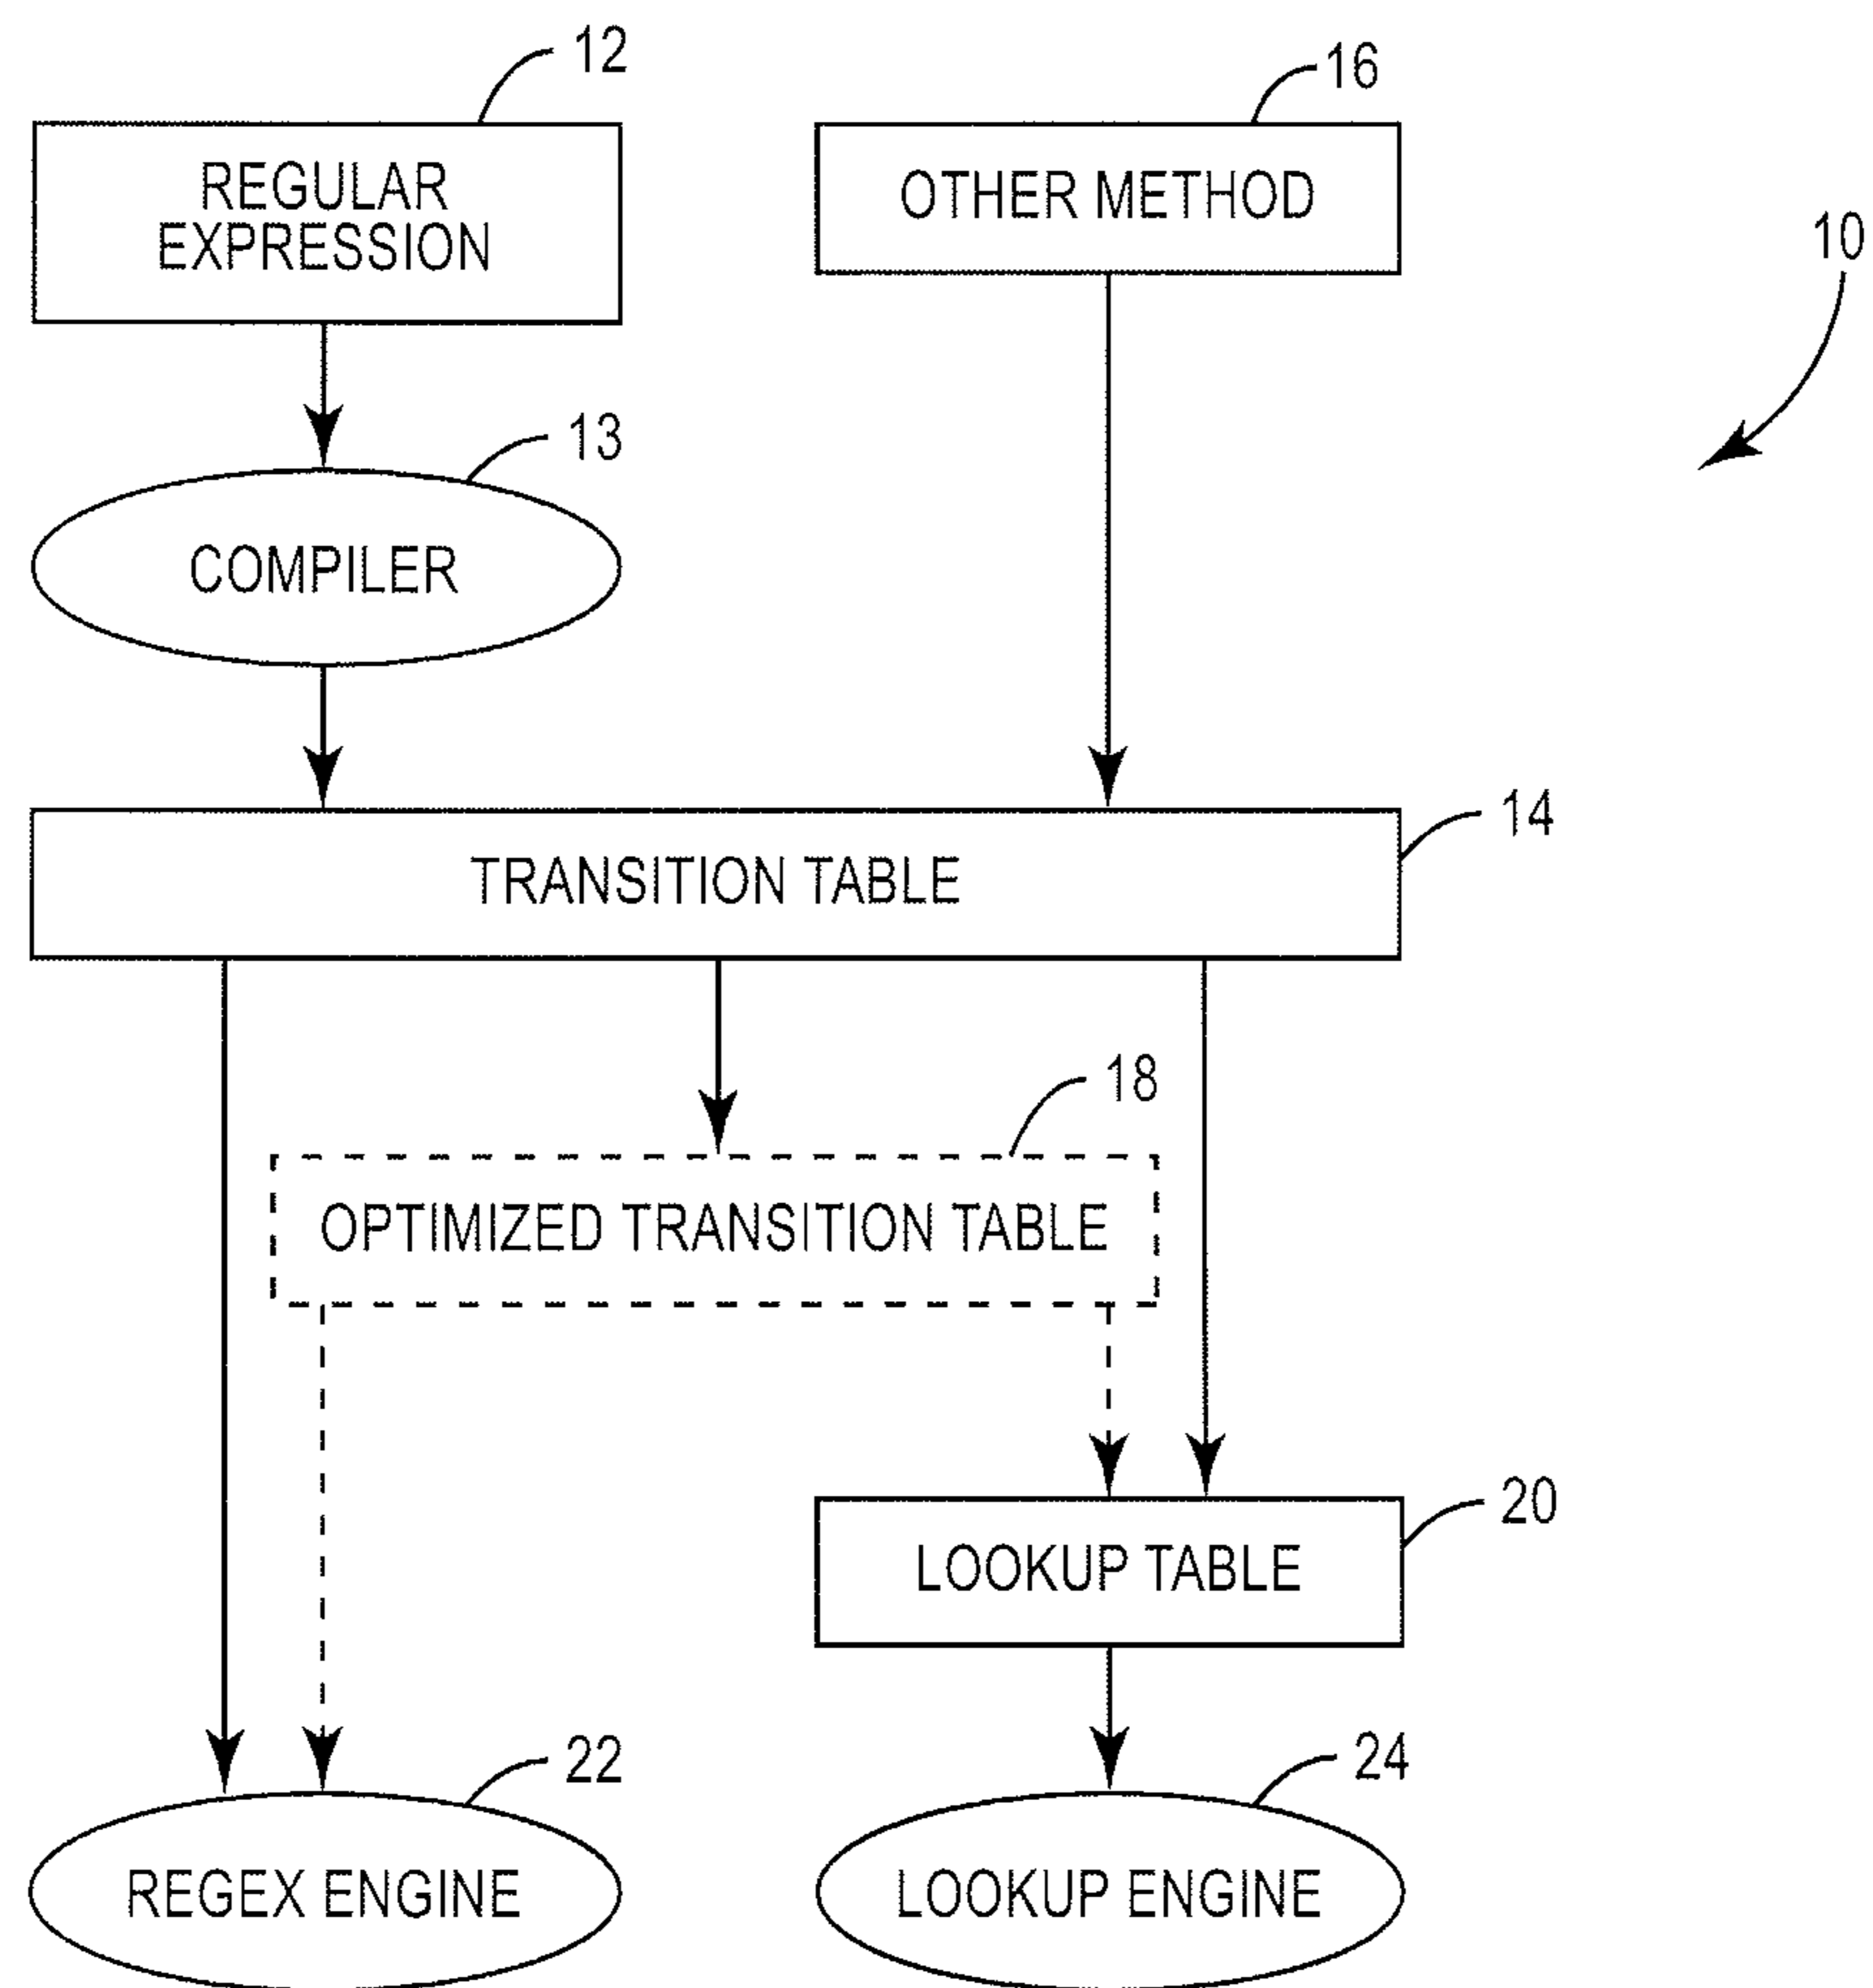 12
16
REGULAR
EXPRESSION
OTHER METHOD
10
13
COMPILER
14
TRANSITION TABLE
18
OPTIMIZED TRANSITION TABLE
20
LOOKUP TABLE
22
24
REGEX ENGINE
LOOKUP ENGINE